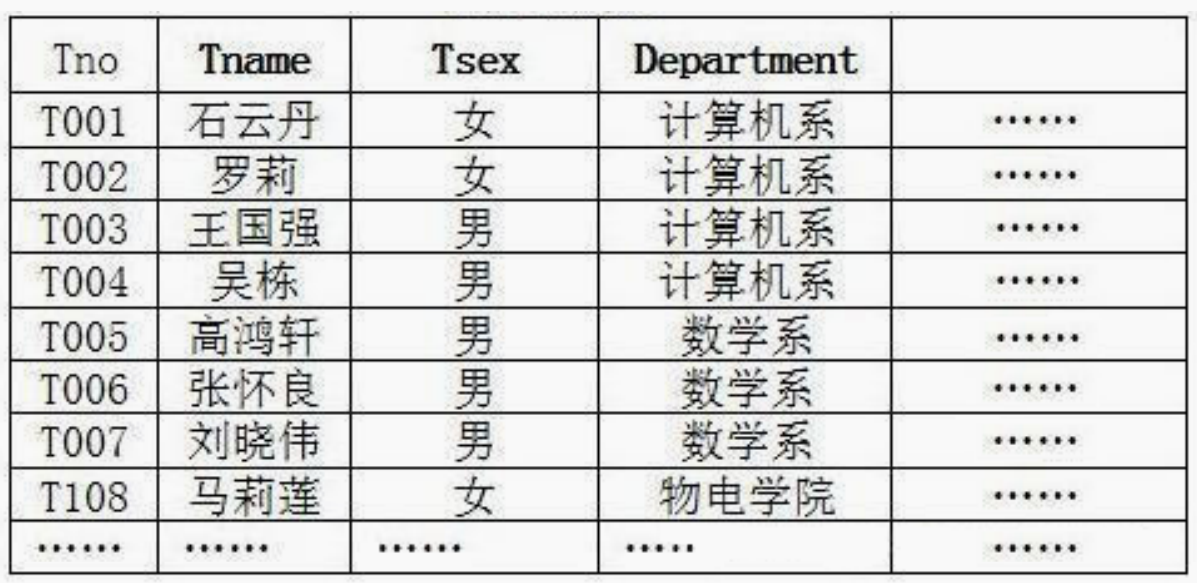 Tno Tname Tsex Department
T001 石云丹 女 计算机系 ……
T002 罗莉 女 计算机系 ……
T003 王国强 男 计算机系 ……
T004 吴栋 男 计算机系 ……
T005 高鸿轩 男 数学系 ……
T006 张怀良 男 数学系 ……
T007 刘晓伟 男 数学系 ……
T108 马莉莲 女 物电学院 ……
…… …… …… ….. ……